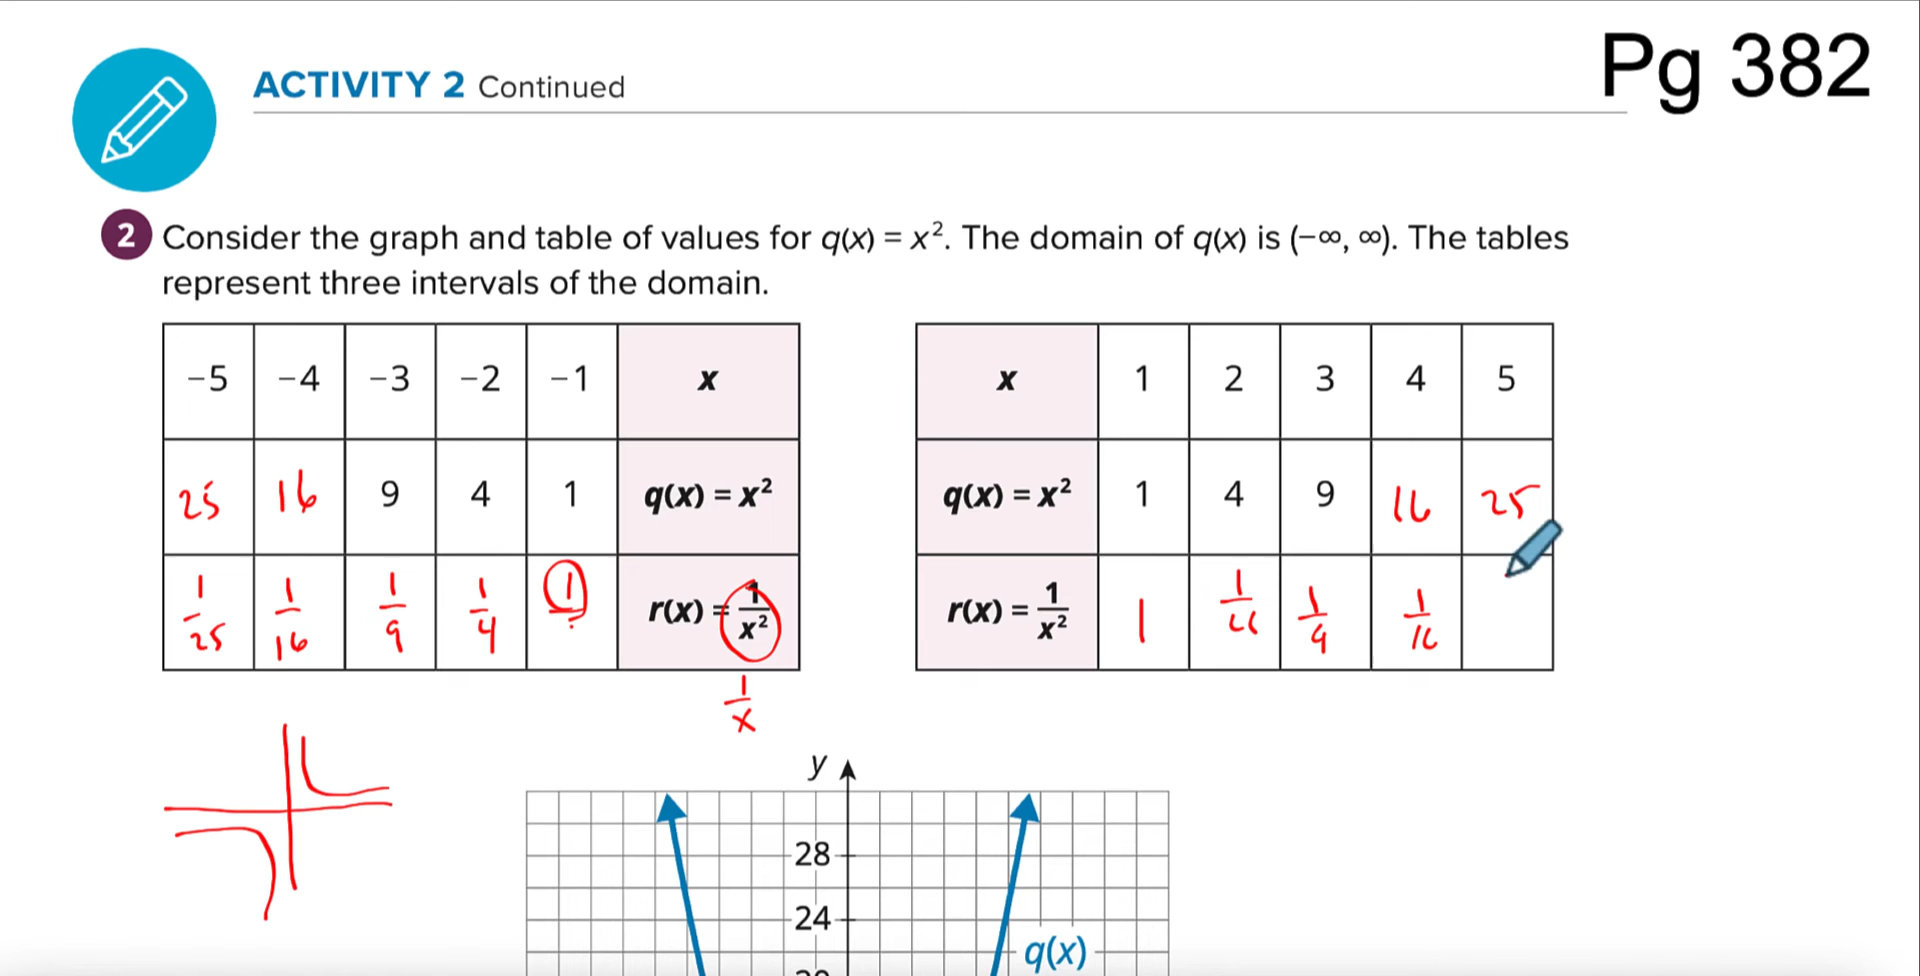 Pg 382
ACTIVITY 2 Continued
2 Consider the graph and table of values for q(x) = x². The domain of q(x) is (−∞, ∞). The tables
represent three intervals of the domain.
−5 −4 −3 −2 −1 x
25 16 9 4 1 q(x) = x²
1/25 1/16 1/9 1/4 1 r(x) = 1/x²
1/x
x 1 2 3 4 5
q(x) = x² 1 4 9 16 25
r(x) = 1/x² 1 1/4 1/9 1/16
y
28
24
q(x)